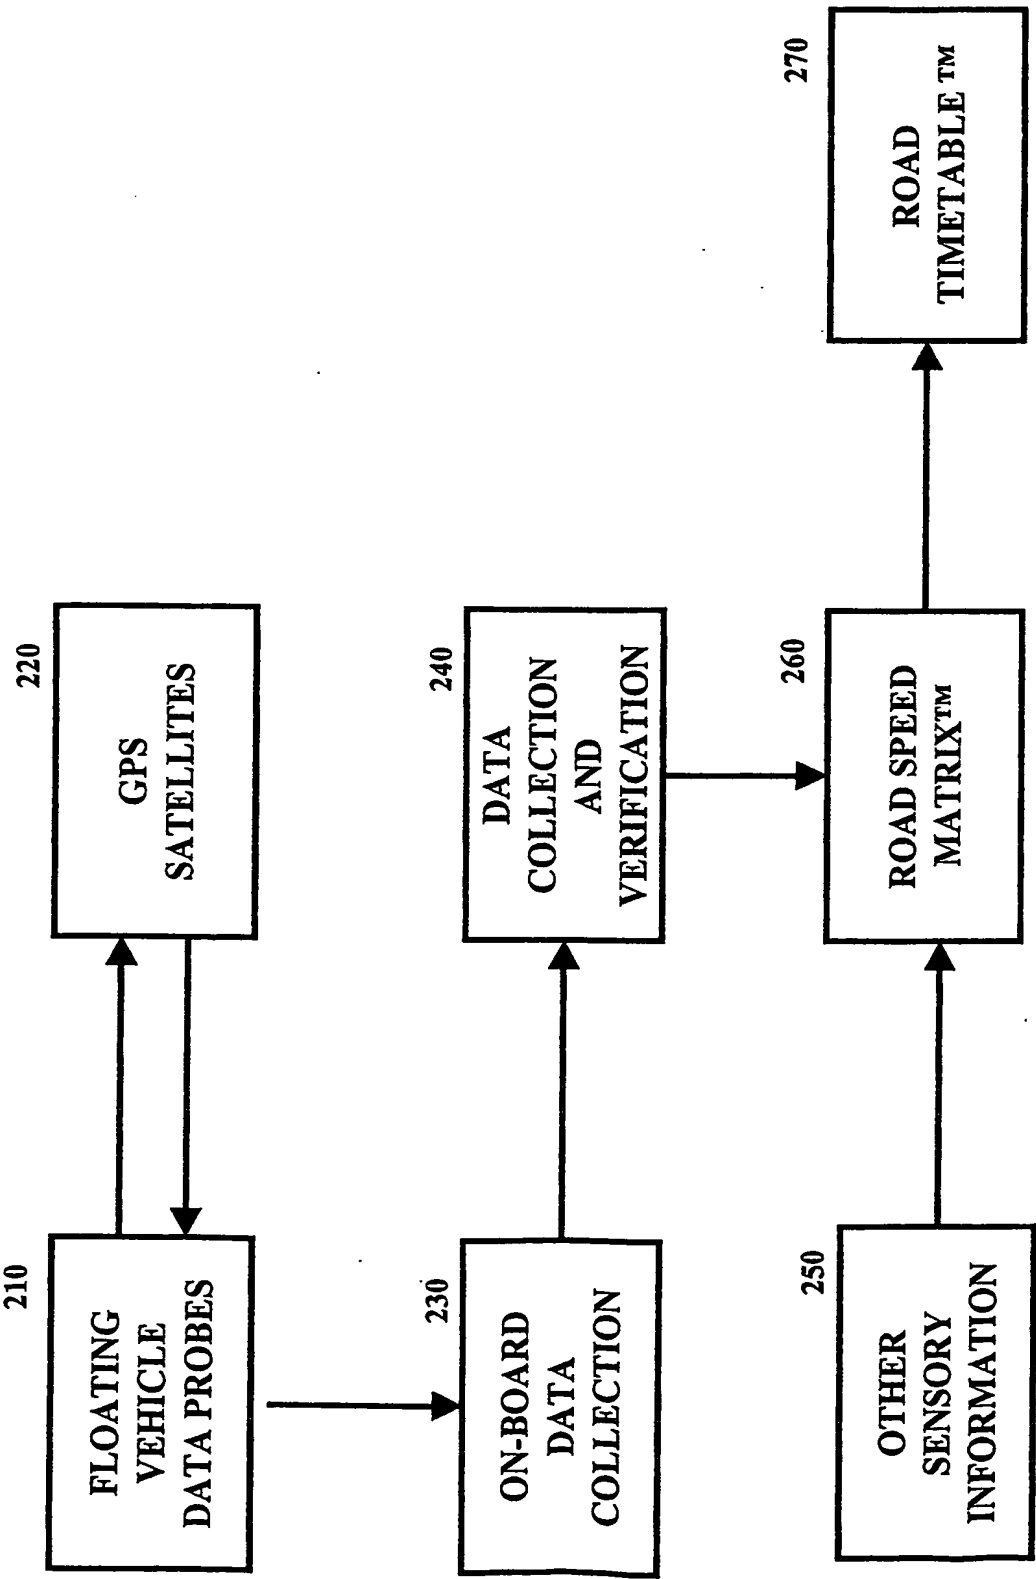 210
FLOATING
VEHICLE
DATA PROBES
220
GPS
SATELLITES
230
ON-BOARD
DATA
COLLECTION
240
DATA
COLLECTION
AND
VERIFICATION
250
OTHER
SENSORY
INFORMATION
260
ROAD SPEED
MATRIX™
270
ROAD
TIMETABLE ™